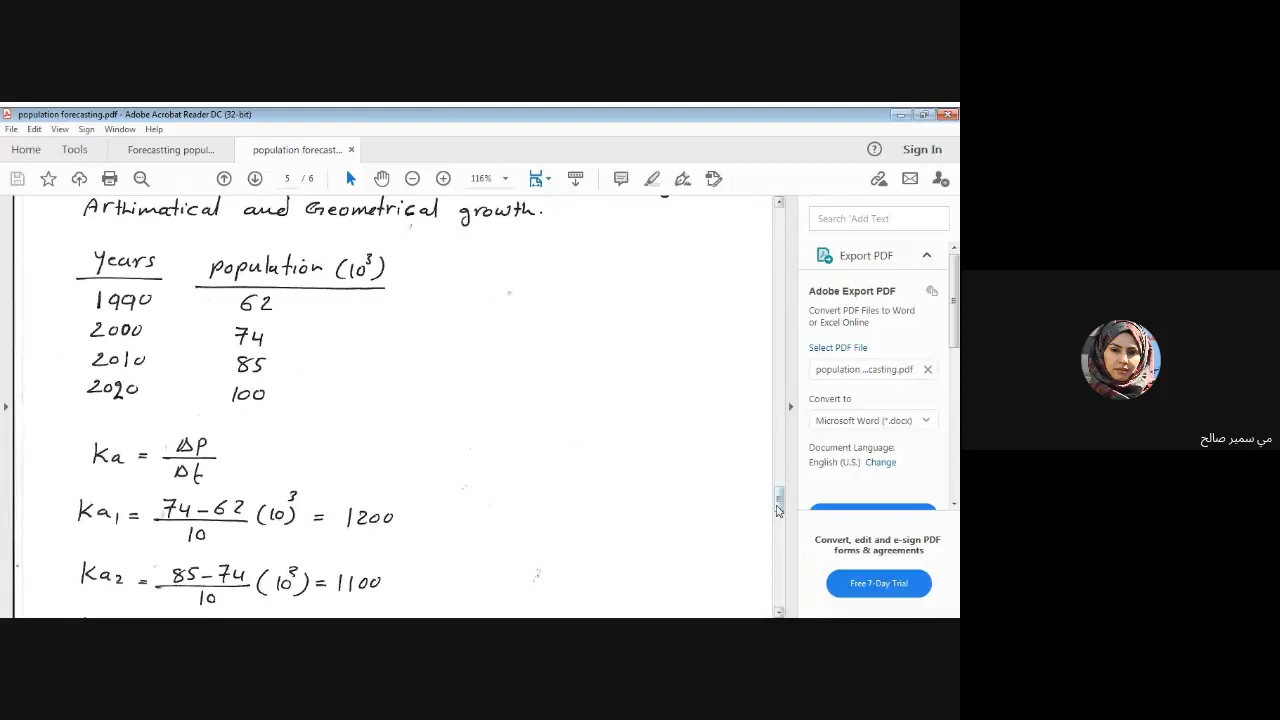 population forecasting.pdf - Adobe Acrobat Reader DC (32-bit)
File Edit View Sign Window Help
Home Tools Forecastting popul... population forecast... ×
Sign In
5 / 6 116%
Arthimatical and Geometrical growth.
Years population (10³)
1990 62
2000 74
2010 85
2020 100
Ka = ΔP / Δt
Ka₁ = 74-62 / 10 (10)³ = 1200
Ka₂ = 85-74 / 10 (10³) = 1100
Search 'Add Text'
Export PDF
Adobe Export PDF
Convert PDF Files to Word
or Excel Online
Select PDF File
population ...casting.pdf ×
Convert to
Microsoft Word (*.docx)
Document Language:
English (U.S.) Change
Convert, edit and e-sign PDF
forms & agreements
Free 7-Day Trial
مي سمير صالح